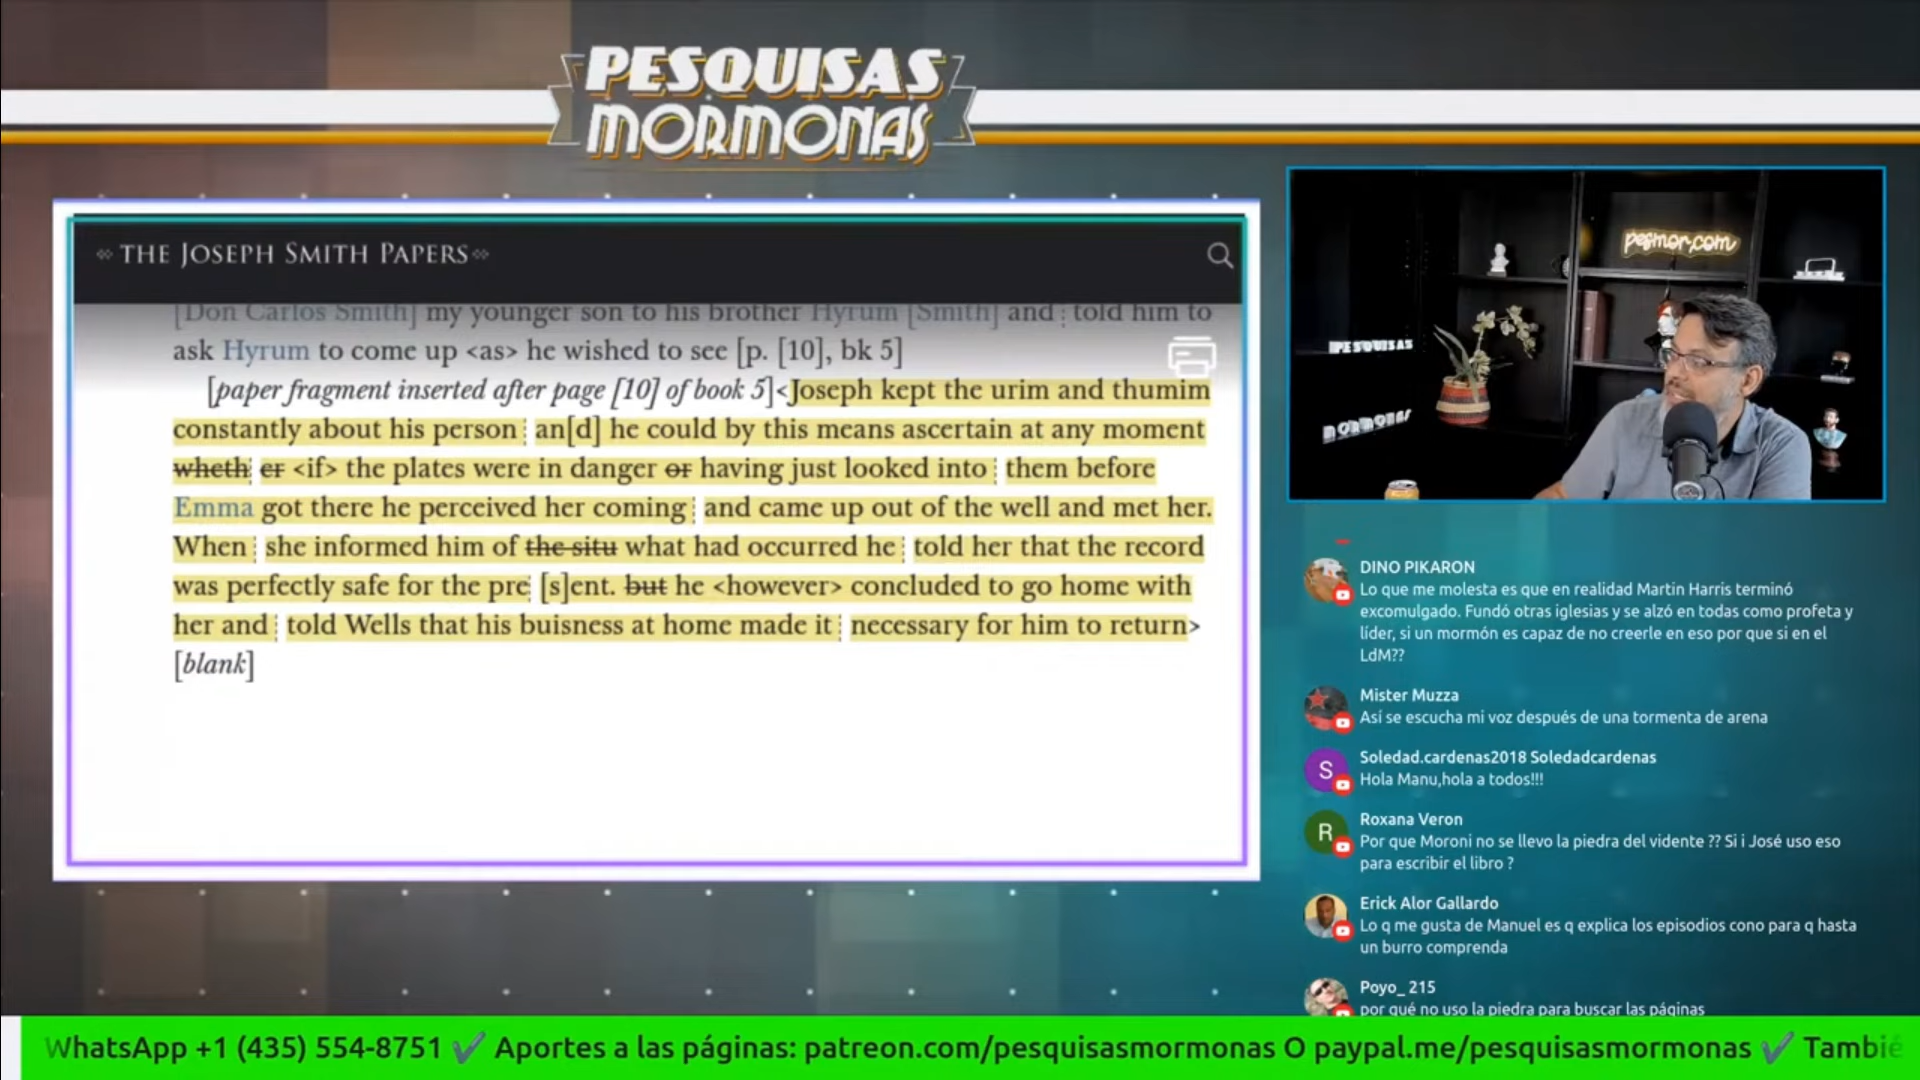 PESQUISAS
MORMONAS
THE JOSEPH SMITH PAPERS
[Don Carlos Smith] my younger son to his brother Hyrum [Smith] and ¦ told him to
ask Hyrum to come up <as> he wished to see [p. [10], bk 5]
[paper fragment inserted after page [10] of book 5]<Joseph kept the urim and thumim
constantly about his person ¦ an[d] he could by this means ascertain at any moment
wheth¦ er <if> the plates were in danger or having just looked into ¦ them before
Emma got there he perceived her coming ¦ and came up out of the well and met her.
When ¦ she informed him of the situ what had occurred he ¦ told her that the record
was perfectly safe for the pre¦ [s]ent. but he <however> concluded to go home with
her and ¦ told Wells that his buisness at home made it ¦ necessary for him to return>
[blank]
pesmor.com
PESQUISAS
MORMONAS
DINO PIKARON
Lo que me molesta es que en realidad Martin Harris terminó
excomulgado. Fundó otras iglesias y se alzó en todas como profeta y
líder, si un mormón es capaz de no creerle en eso por que si en el
LdM??
Mister Muzza
Así se escucha mi voz después de una tormenta de arena
S
Soledad.cardenas2018 Soledadcardenas
Hola Manu,hola a todos!!!
R
Roxana Veron
Por que Moroni no se llevo la piedra del vidente ?? Si i José uso eso
para escribir el libro ?
Erick Alor Gallardo
Lo q me gusta de Manuel es q explica los episodios cono para q hasta
un burro comprenda
Poyo_ 215
por qué no uso la piedra para buscar las páginas
WhatsApp +1 (435) 554-8751 ✔ Aportes a las páginas: patreon.com/pesquisasmormonas O paypal.me/pesquisasmormonas ✔ Tambié